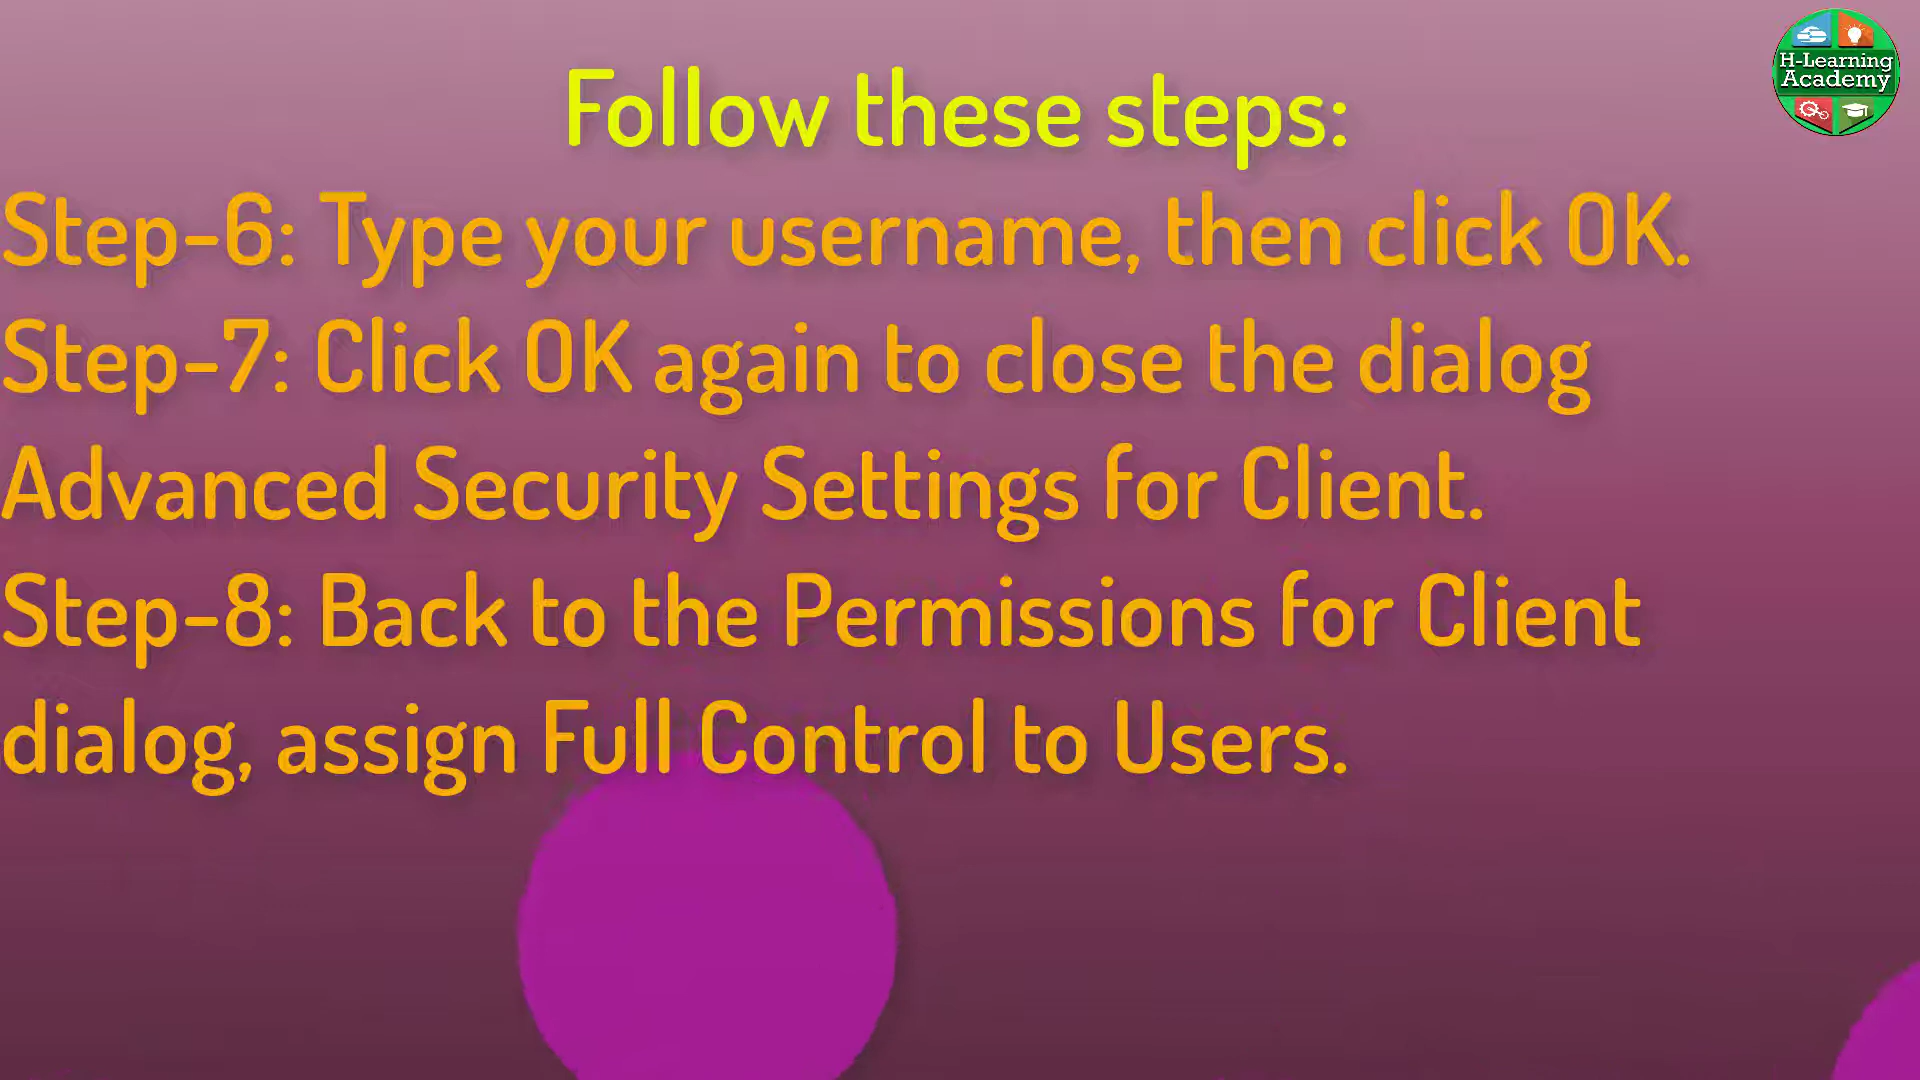 H-Learning
Academy
Follow these steps:
Step-6: Type your username, then click OK.
Step-7: Click OK again to close the dialog
Advanced Security Settings for Client.
Step-8: Back to the Permissions for Client
dialog, assign Full Control to Users.